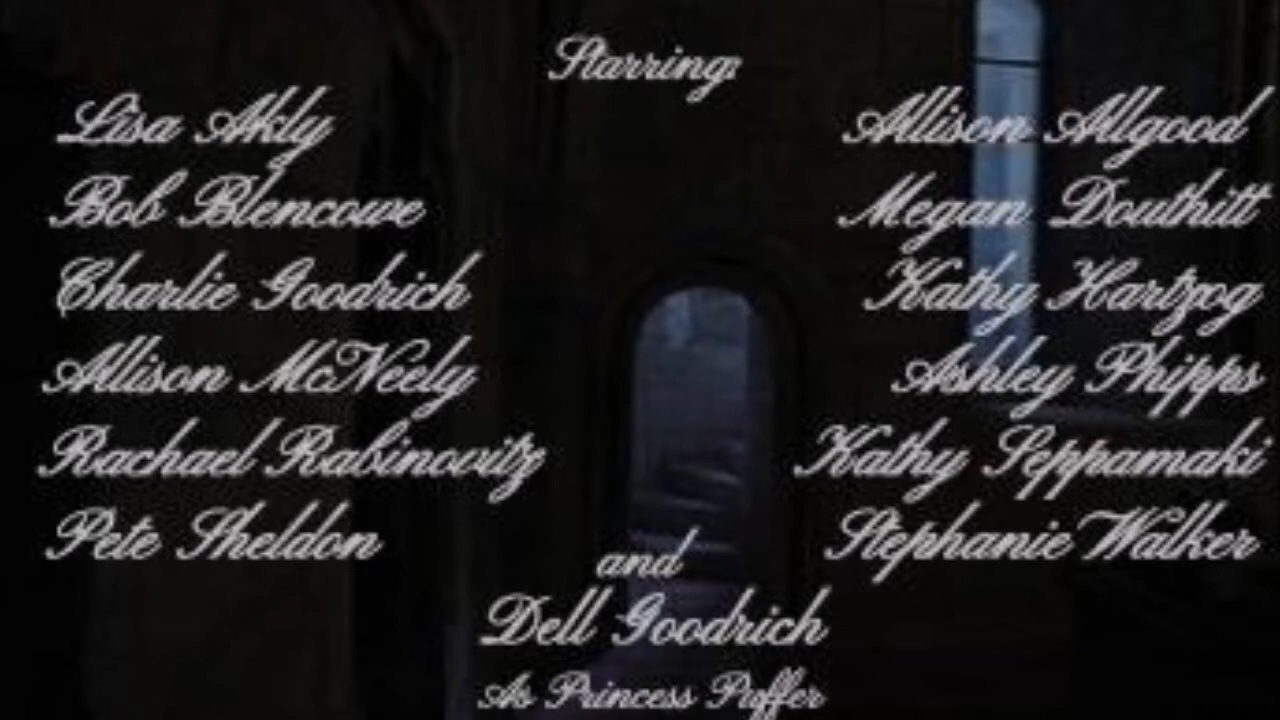 Starring:
Lisa Akly
Allison Allgood
Bob Blencowe
Megan Douthitt
Charlie Goodrich
Kathy Hartzog
Allison McNeely
Ashley Phipps
Rachael Rabinovitz
Kathy Seppamaki
Pete Sheldon
Stephanie Walker
and
Dell Goodrich
As Princess Puffer